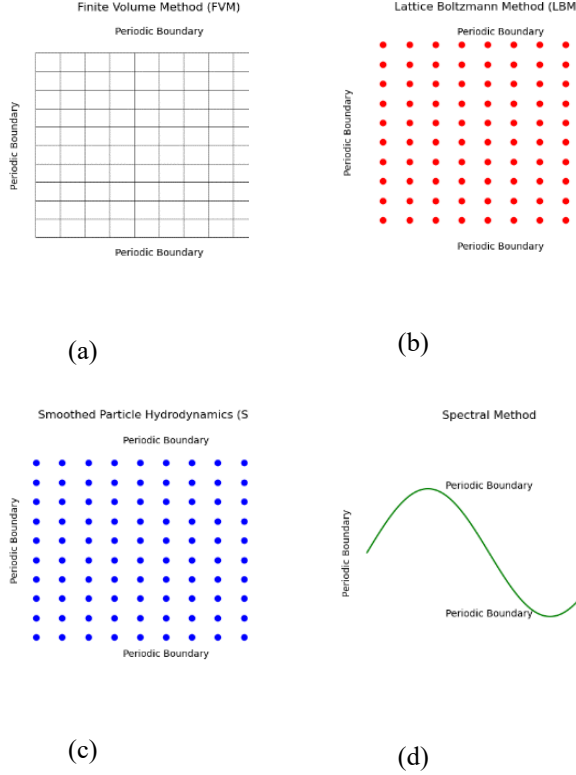 Finite Volume Method (FVM)
Periodic Boundary
Periodic Boundary
Periodic Boundary
(a)
Lattice Boltzmann Method (LBM
Periodic Boundary
Periodic Boundary
Periodic Boundary
(b)
Smoothed Particle Hydrodynamics (S
Periodic Boundary
Periodic Boundary
Periodic Boundary
(c)
Spectral Method
Periodic Boundary
Periodic Boundary
Periodic Boundary
(d)